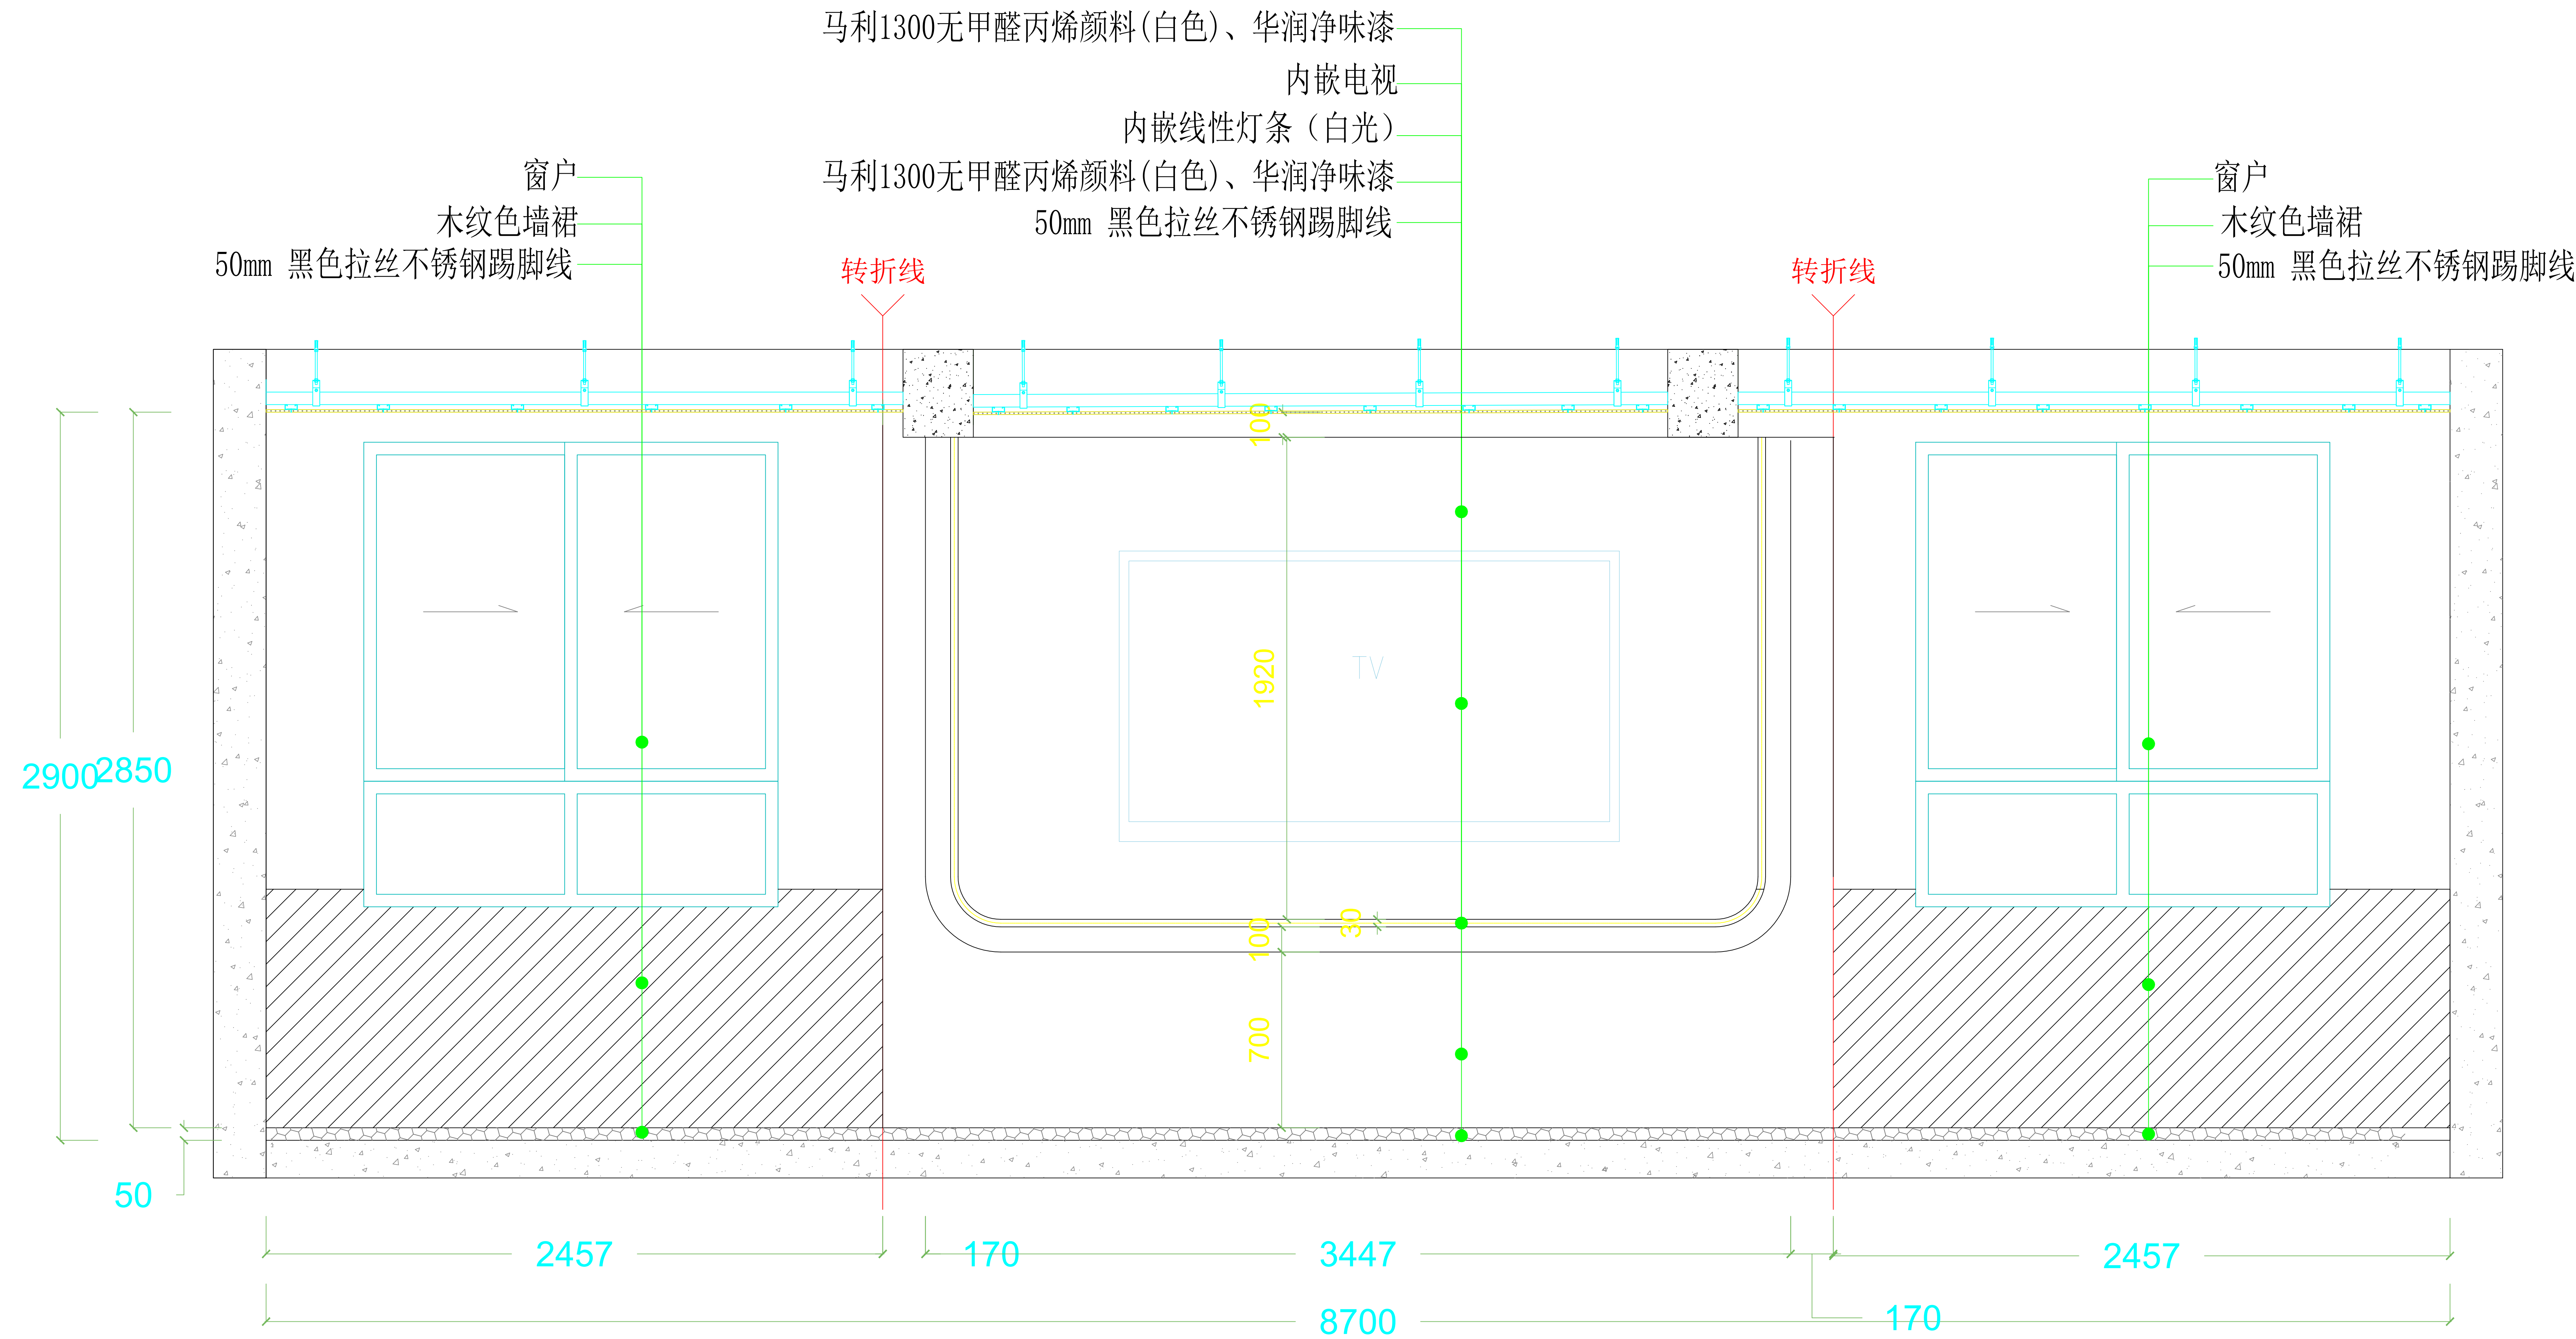 马利1300无甲醛丙烯颜料(白色)、华润净味漆
内嵌电视
内嵌线性灯条（白光）
马利1300无甲醛丙烯颜料(白色)、华润净味漆
50mm 黑色拉丝不锈钢踢脚线
窗户
木纹色墙裙
50mm 黑色拉丝不锈钢踢脚线
窗户
木纹色墙裙
50mm 黑色拉丝不锈钢踢脚线
转折线
转折线
100
1920
TV
2900
2850
30
100
700
50
2457
170
3447
2457
170
8700